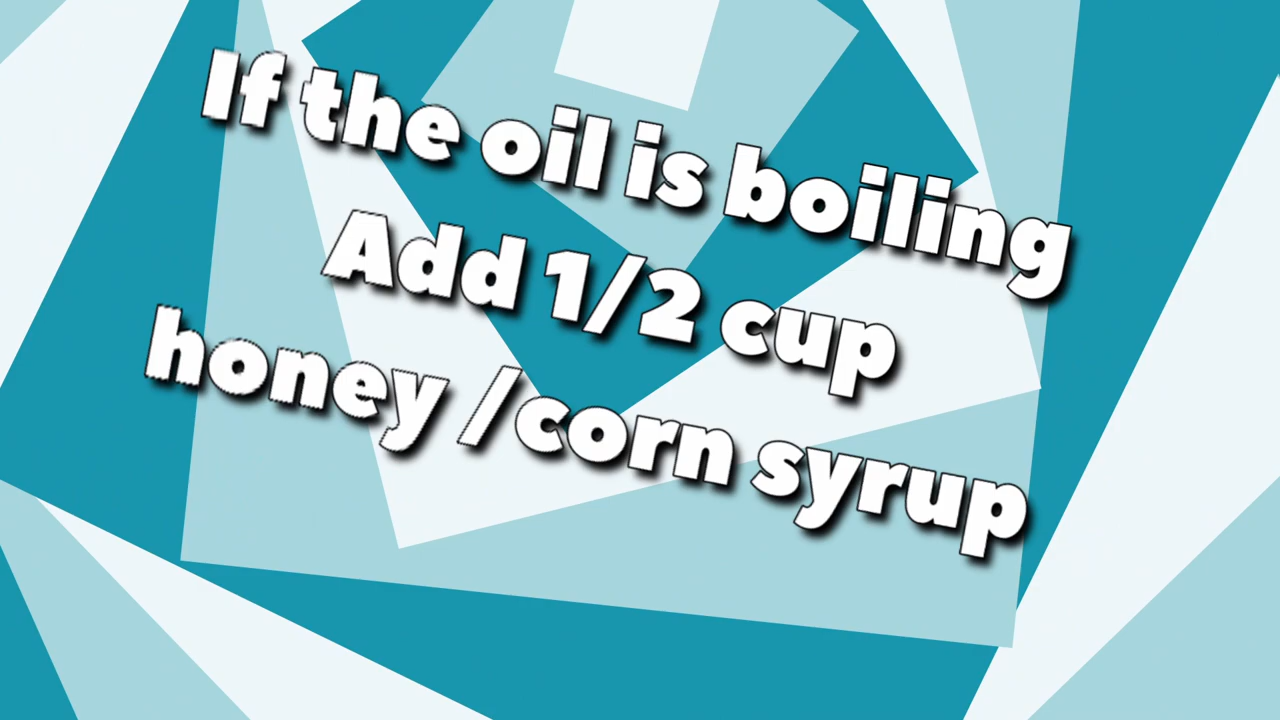 If the oil is boiling
Add 1/2 cup
honey /corn syrup